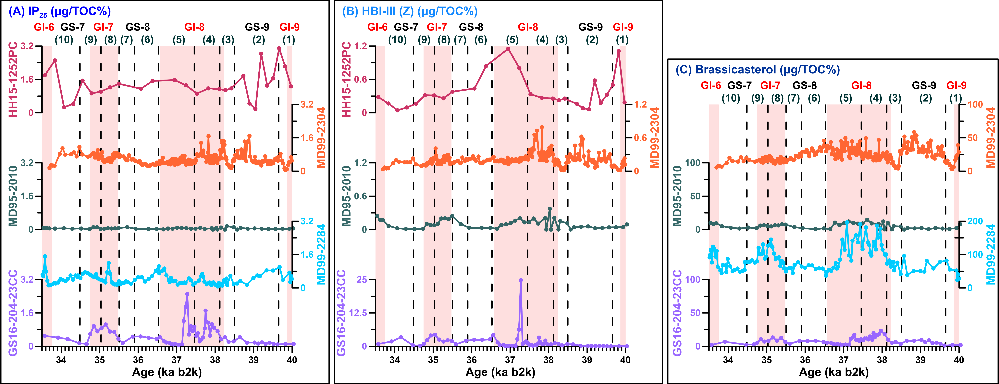 (A) IP25 (µg/TOC%)
GI-6 GS-7 GI-7 GS-8 GI-8 GS-9 GI-9
(10) (9) (8) (7) (6) (5) (4) (3) (2) (1)
HH15-1252PC
3.2
1.6
0
MD99-2304
3.2
1.6
0
MD95-2010
3.2
1.6
0
MD99-2284
3.2
1.6
0
GS16-204-23CC
3.2
1.6
0
34 35 36 37 38 39 40
Age (ka b2k)
(B) HBI-III (Z) (µg/TOC%)
GI-6 GS-7 GI-7 GS-8 GI-8 GS-9 GI-9
(10) (9) (8) (7) (6) (5) (4) (3) (2) (1)
HH15-1252PC
1.2
0.6
0
MD99-2304
1.2
0.6
0
MD95-2010
1.2
0.6
0
GS16-204-23CC
25
12.5
0
34 35 36 37 38 39 40
Age (ka b2k)
(C) Brassicasterol (µg/TOC%)
GI-6 GS-7 GI-7 GS-8 GI-8 GS-9 GI-9
(10) (9) (8) (7) (6) (5) (4) (3) (2) (1)
MD99-2304
100
50
0
MD95-2010
100
50
0
MD99-2284
200
100
0
GS16-204-23CC
100
50
0
34 35 36 37 38 39 40
Age (ka b2k)